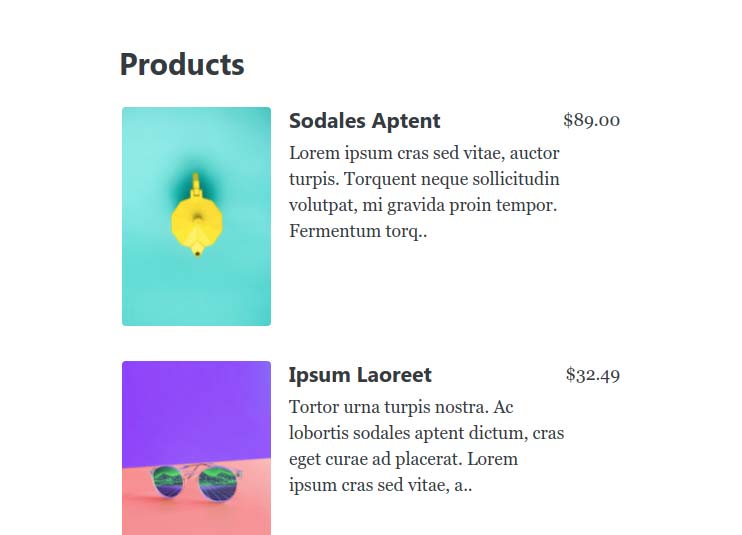 Products
Sodales Aptent $89.00
Lorem ipsum cras sed vitae, auctor
turpis. Torquent neque sollicitudin
volutpat, mi gravida proin tempor.
Fermentum torq..
Ipsum Laoreet $32.49
Tortor urna turpis nostra. Ac
lobortis sodales aptent dictum, cras
eget curae ad placerat. Lorem
ipsum cras sed vitae, a..